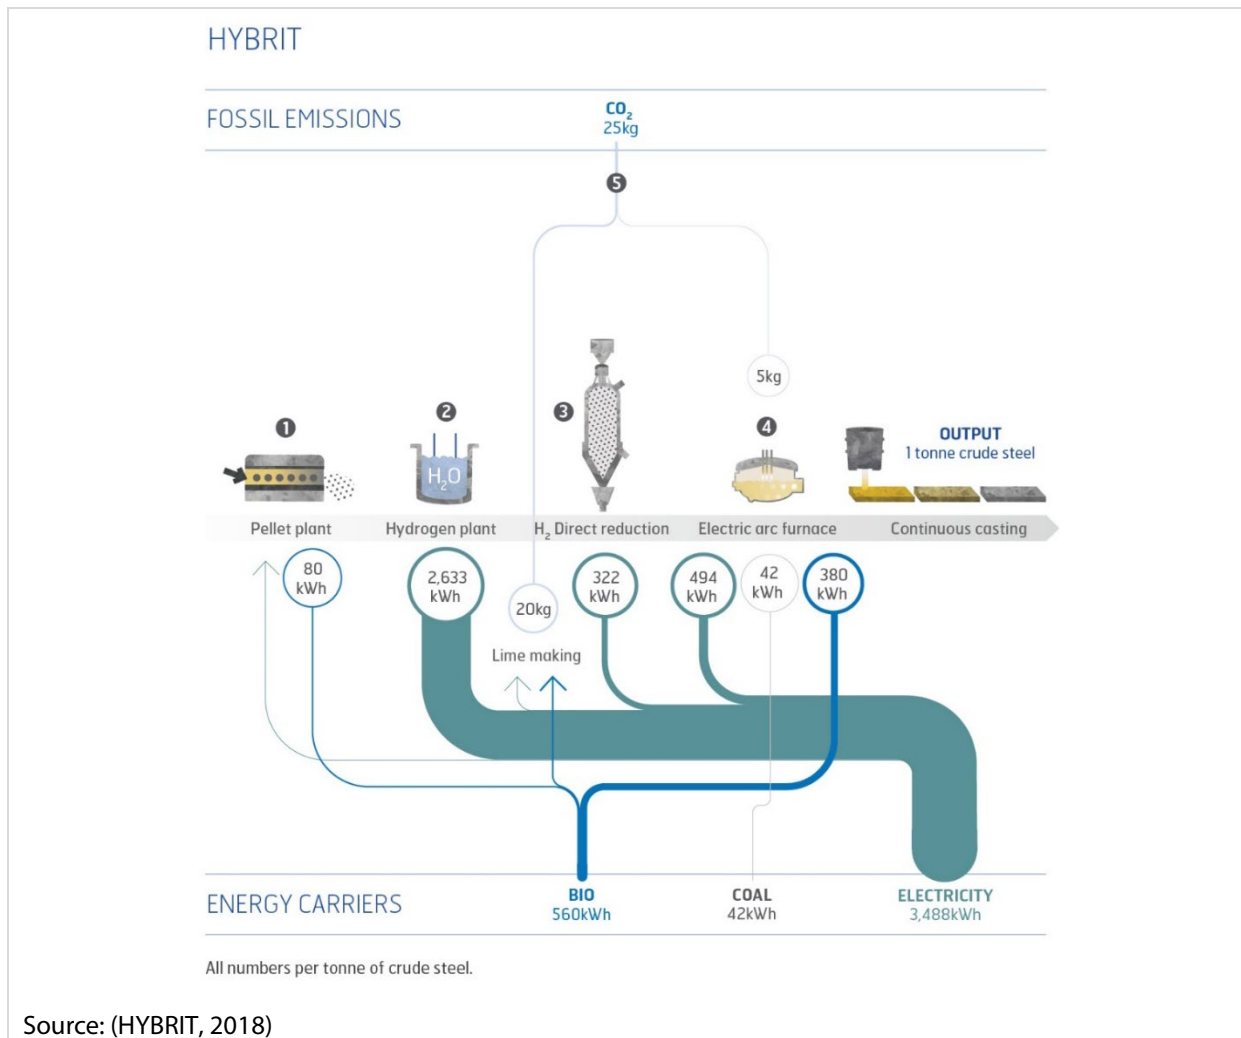 HYBRIT
FOSSIL EMISSIONS
CO₂
25kg
5
5kg
1
2
3
4
H₂O
OUTPUT
1 tonne crude steel
Pellet plant
Hydrogen plant
H₂ Direct reduction
Electric arc furnace
Continuous casting
80
kWh
2,633
kWh
20kg
322
kWh
494
kWh
42
kWh
380
kWh
Lime making
ENERGY CARRIERS
BIO
560kWh
COAL
42kWh
ELECTRICITY
3,488kWh
All numbers per tonne of crude steel.
Source: (HYBRIT, 2018)